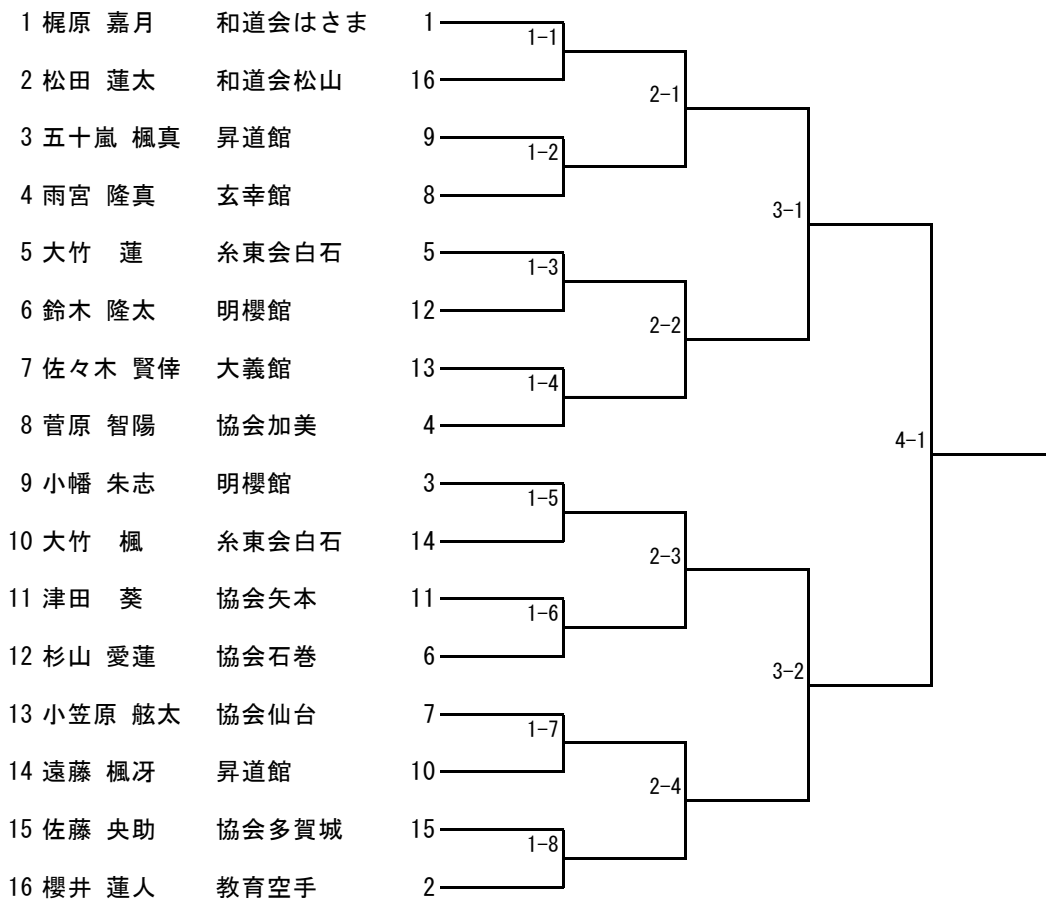 1 梶原 嘉月 和道会はさま 1
1-1
2 松田 蓮太 和道会松山 16
2-1
3 五十嵐 楓真 昇道館 9
1-2
4 雨宮 隆真 玄幸館 8
3-1
5 大竹 蓮 糸東会白石 5
1-3
6 鈴木 隆太 明櫻館 12
2-2
7 佐々木 賢倖 大義館 13
1-4
8 菅原 智陽 協会加美 4
4-1
9 小幡 朱志 明櫻館 3
1-5
10 大竹 楓 糸東会白石 14
2-3
11 津田 葵 協会矢本 11
1-6
12 杉山 愛蓮 協会石巻 6
3-2
13 小笠原 舷太 協会仙台 7
1-7
14 遠藤 楓冴 昇道館 10
2-4
15 佐藤 央助 協会多賀城 15
1-8
16 櫻井 蓮人 教育空手 2